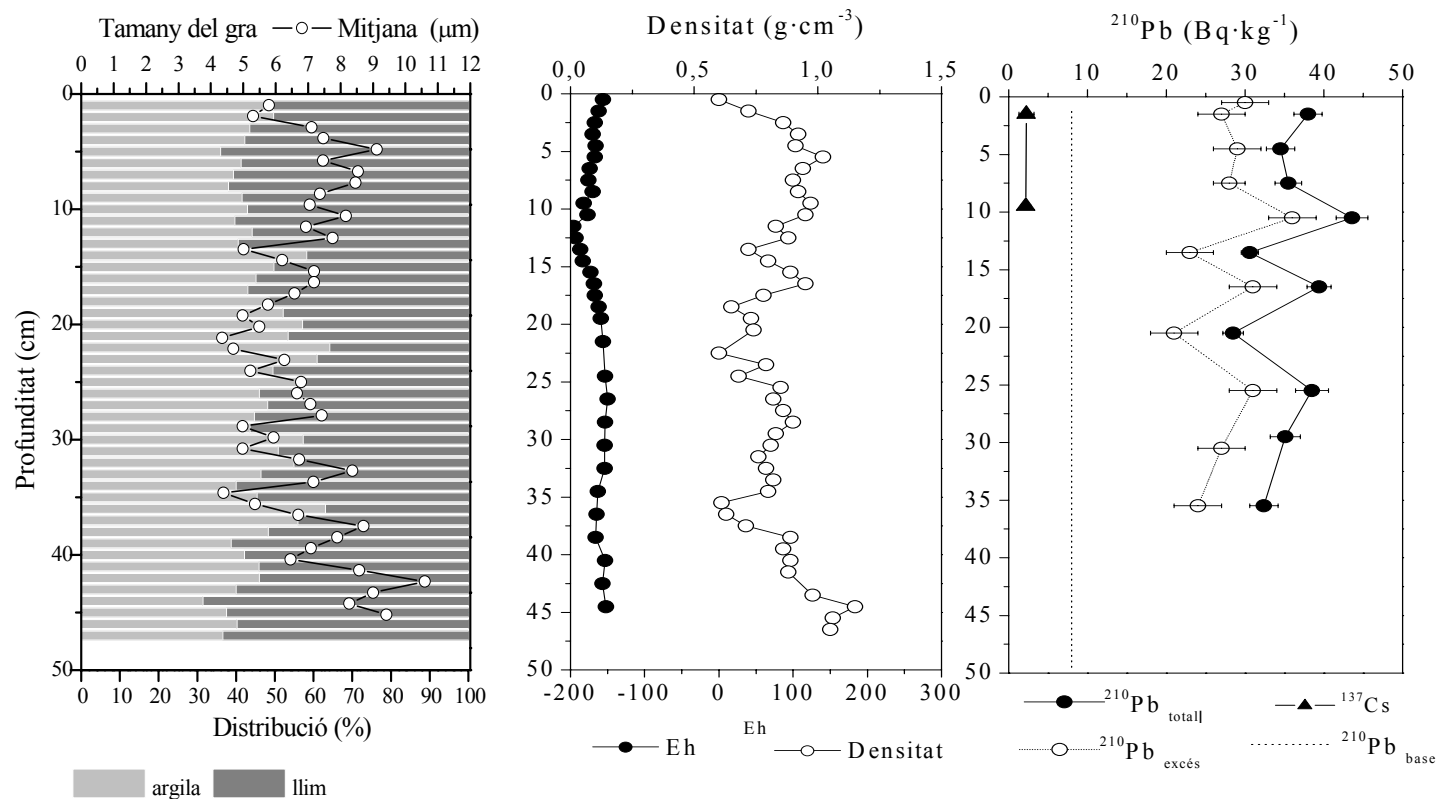 Tamany del gra —○— Mitjana (μm)
0 1 2 3 4 5 6 7 8 9 10 11 12
0
10
20
30
40
50
Profunditat (cm)
0 10 20 30 40 50 60 70 80 90 100
Distribució (%)
argila llim
Densitat (g·cm⁻³)
0,0 0,5 1,0 1,5
0
5
10
15
20
25
30
35
40
45
50
-200 -100 0 100 200 300
Eh
Eh Densitat
²¹⁰Pb (Bq·kg⁻¹)
0 10 20 30 40 50
0
5
10
15
20
25
30
35
40
45
50
²¹⁰Pb total| ¹³⁷Cs
²¹⁰Pb excés ²¹⁰Pb base